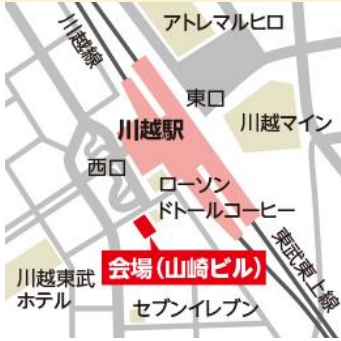 アトレマルヒロ
川越線
東口
川越駅
川越マイン
西口
ローソン
ドトールコーヒー
会場(山崎ビル)
東武東上線
川越東武
ホテル
セブンイレブン